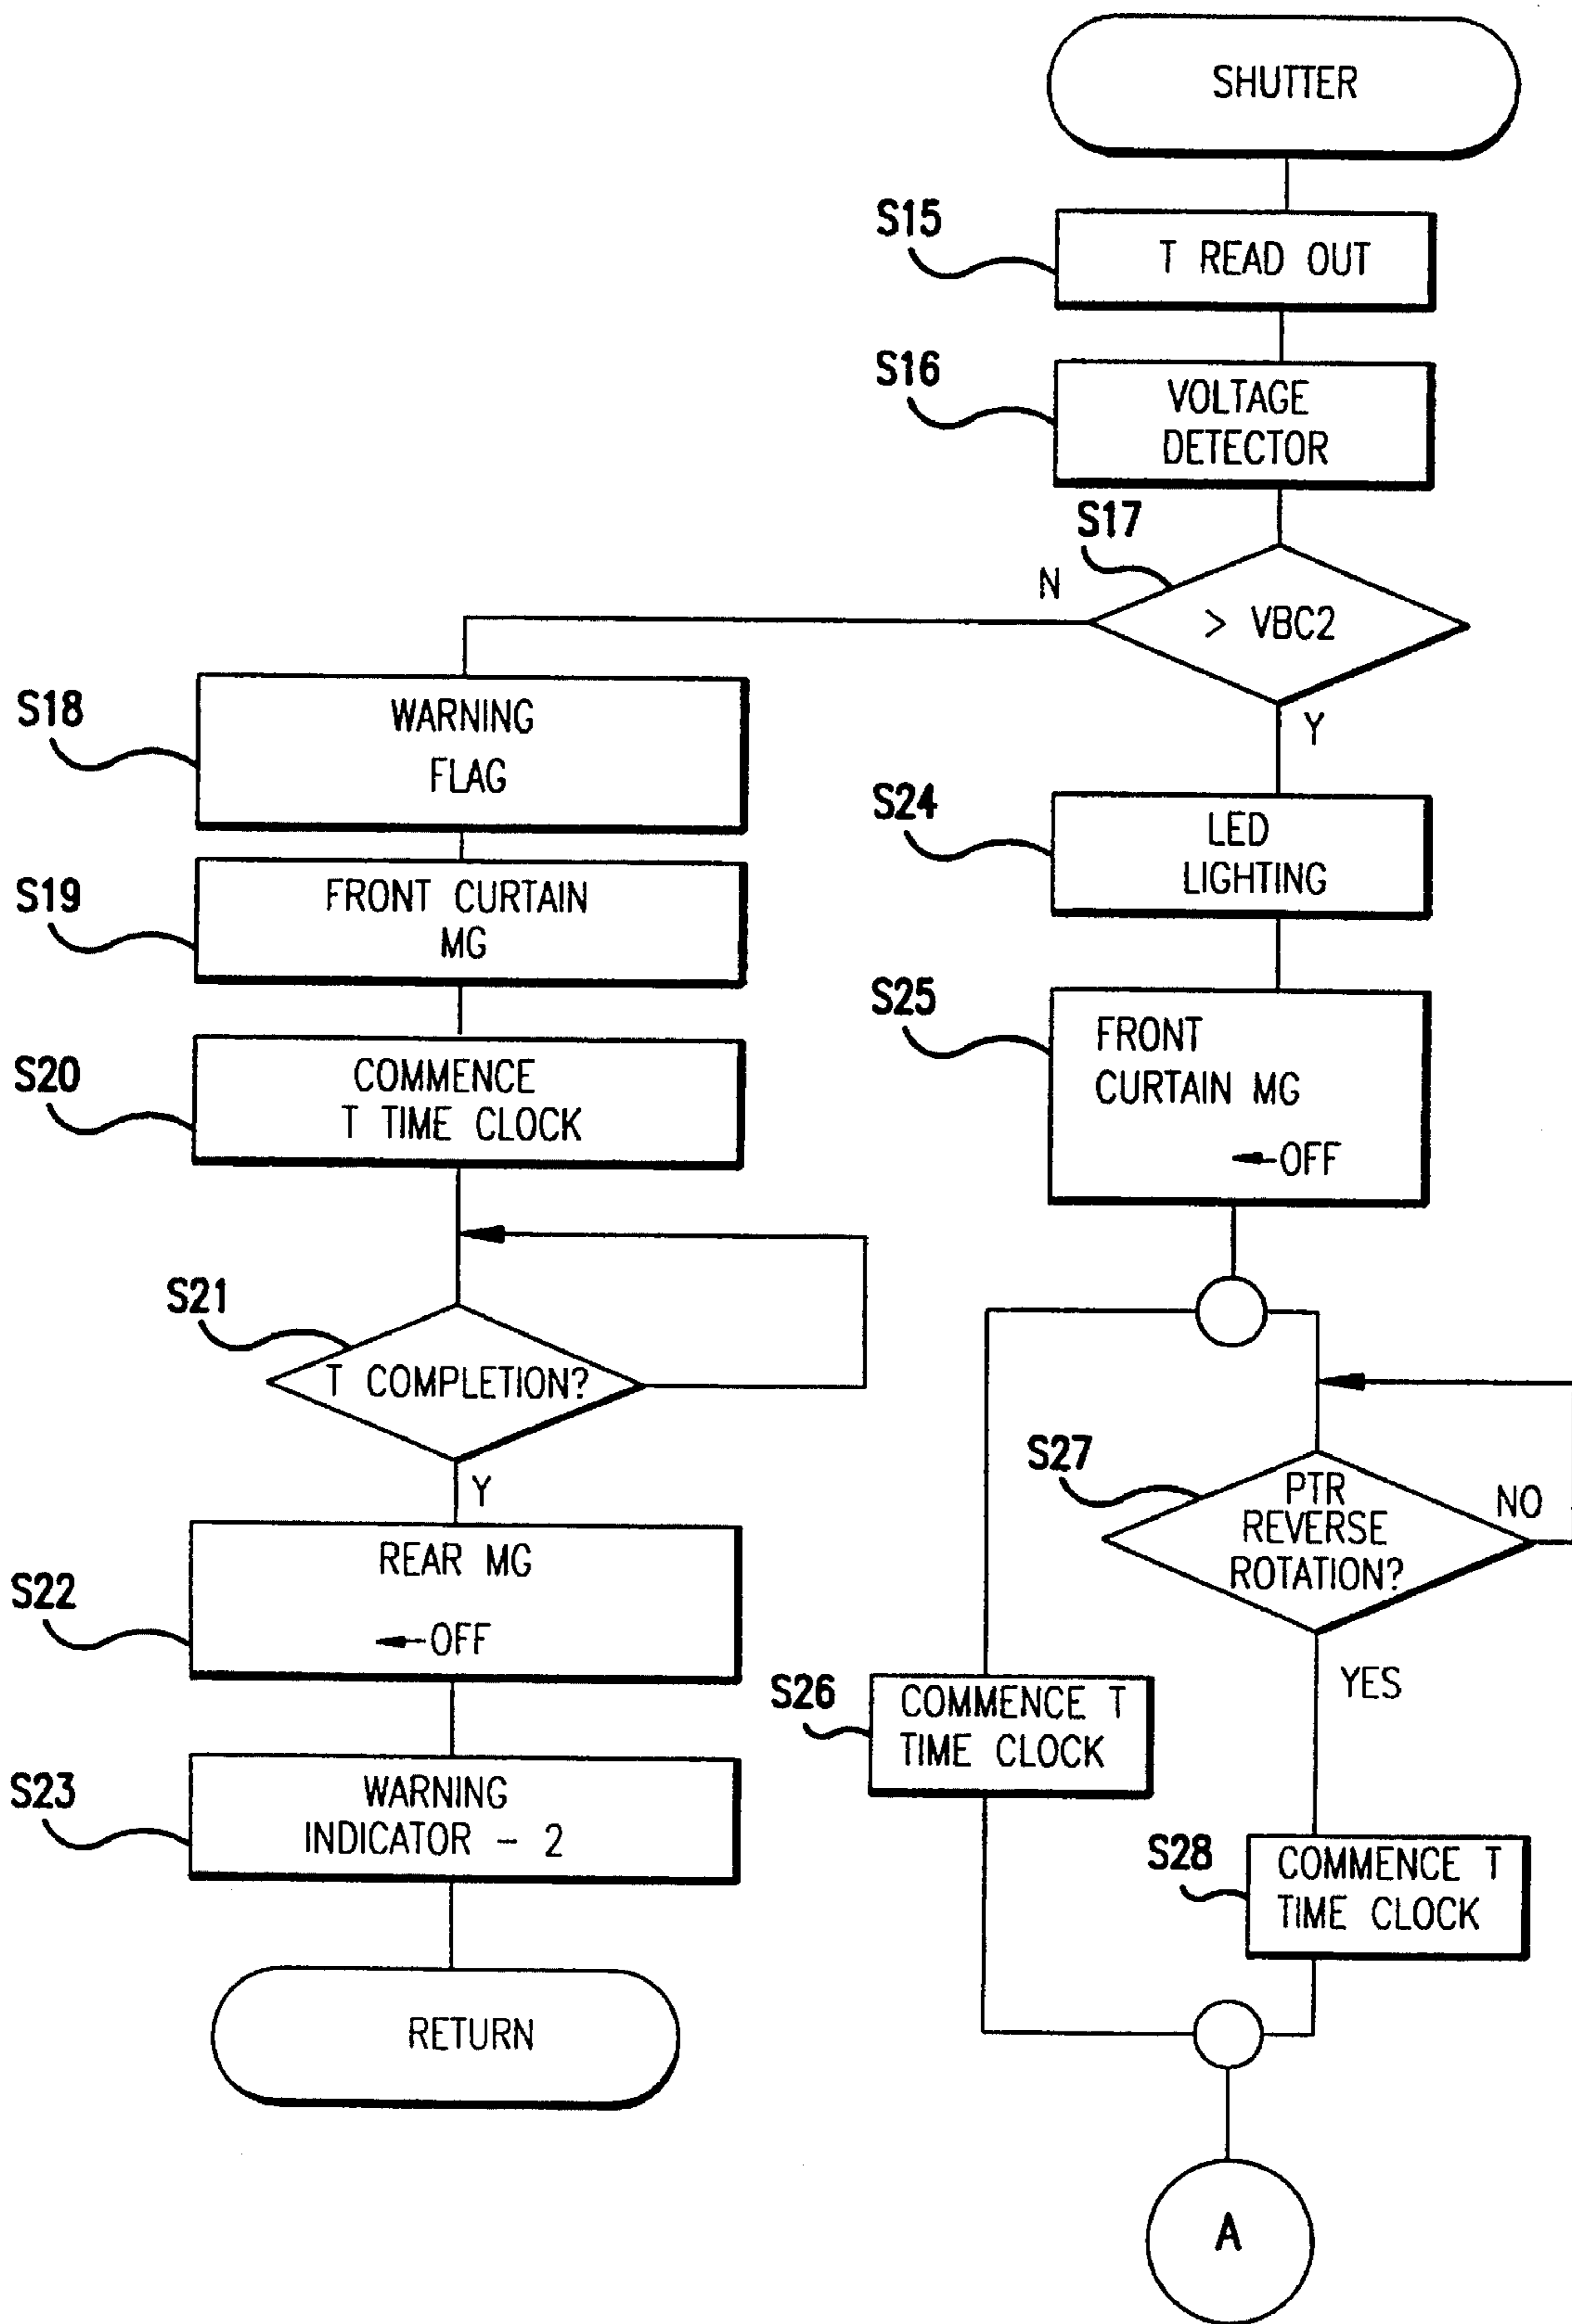 SHUTTER
S15
T READ OUT
S16
VOLTAGE
DETECTOR
S17
N
> VBC2
Y
S18
WARNING
FLAG
S19
FRONT CURTAIN
MG
S20
COMMENCE
T TIME CLOCK
S21
T COMPLETION?
Y
S22
REAR MG
←OFF
S23
WARNING
INDICATOR - 2
RETURN
S24
LED
LIGHTING
S25
FRONT
CURTAIN MG
←OFF
S27
PTR
REVERSE
ROTATION?
NO
YES
S26
COMMENCE T
TIME CLOCK
S28
COMMENCE T
TIME CLOCK
A